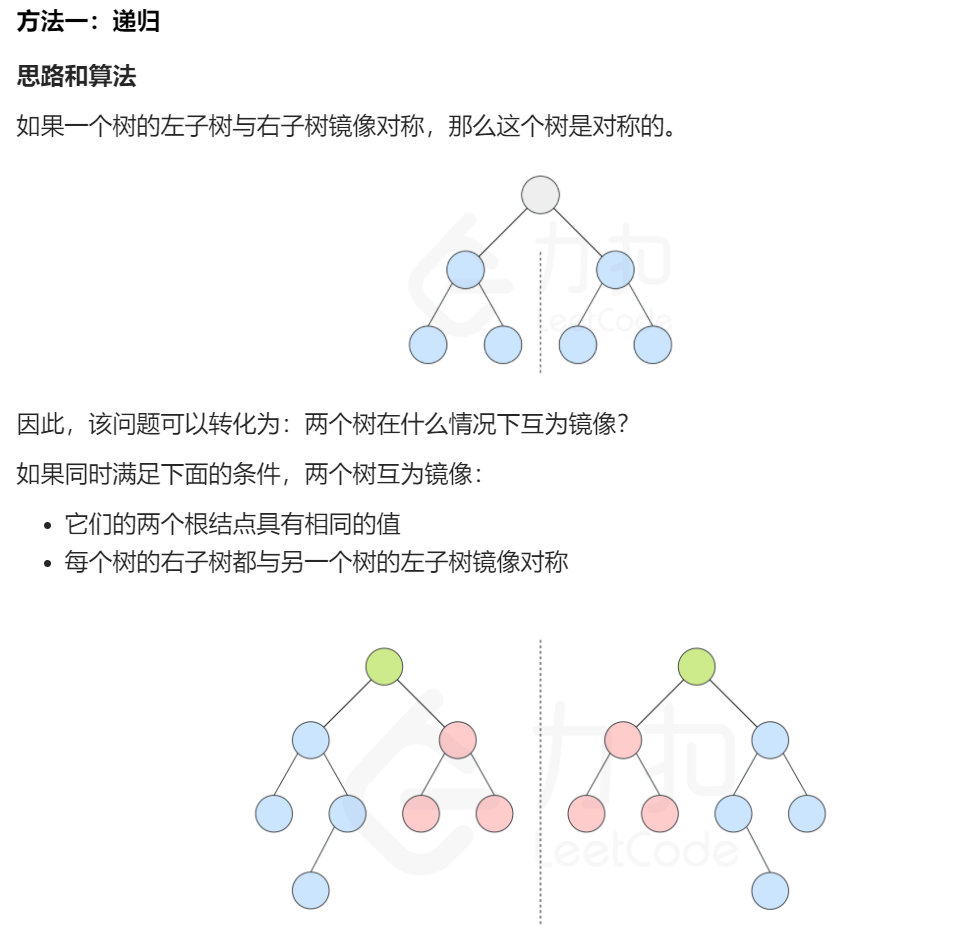 方法一：递归
思路和算法
如果一个树的左子树与右子树镜像对称，那么这个树是对称的。
力扣
LeetCode
因此，该问题可以转化为：两个树在什么情况下互为镜像？
如果同时满足下面的条件，两个树互为镜像：
• 它们的两个根结点具有相同的值
• 每个树的右子树都与另一个树的左子树镜像对称
力扣
LeetCode